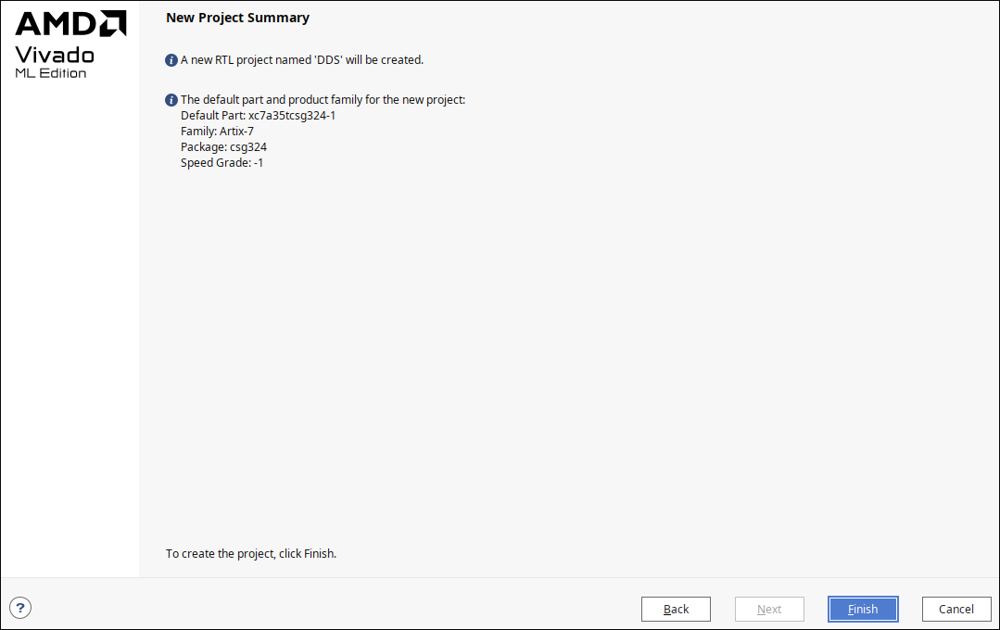 AMD
Vivado
ML Edition
New Project Summary
A new RTL project named 'DDS' will be created.
The default part and product family for the new project:
Default Part: xc7a35tcsg324-1
Family: Artix-7
Package: csg324
Speed Grade: -1
To create the project, click Finish.
? Back Next Finish Cancel